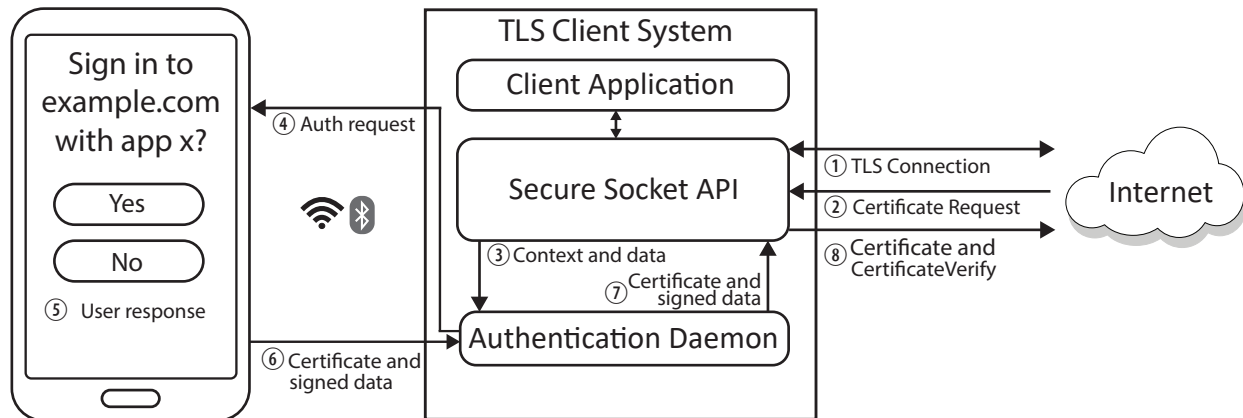 Sign in to
example.com
with app x?
Yes
No
⑤ User response
④ Auth request
⑥ Certificate and
signed data
TLS Client System
Client Application
Secure Socket API
③ Context and data
⑦ Certificate and
signed data
Authentication Daemon
① TLS Connection
② Certificate Request
⑧ Certificate and
CertificateVerify
Internet